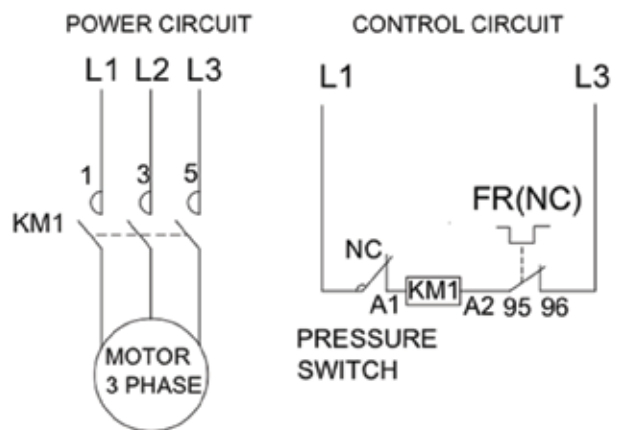 POWER CIRCUIT
L1 L2 L3
1 3 5
KM1
MOTOR
3 PHASE
CONTROL CIRCUIT
L1 L3
FR(NC)
NC
A1 KM1 A2 95 96
PRESSURE
SWITCH